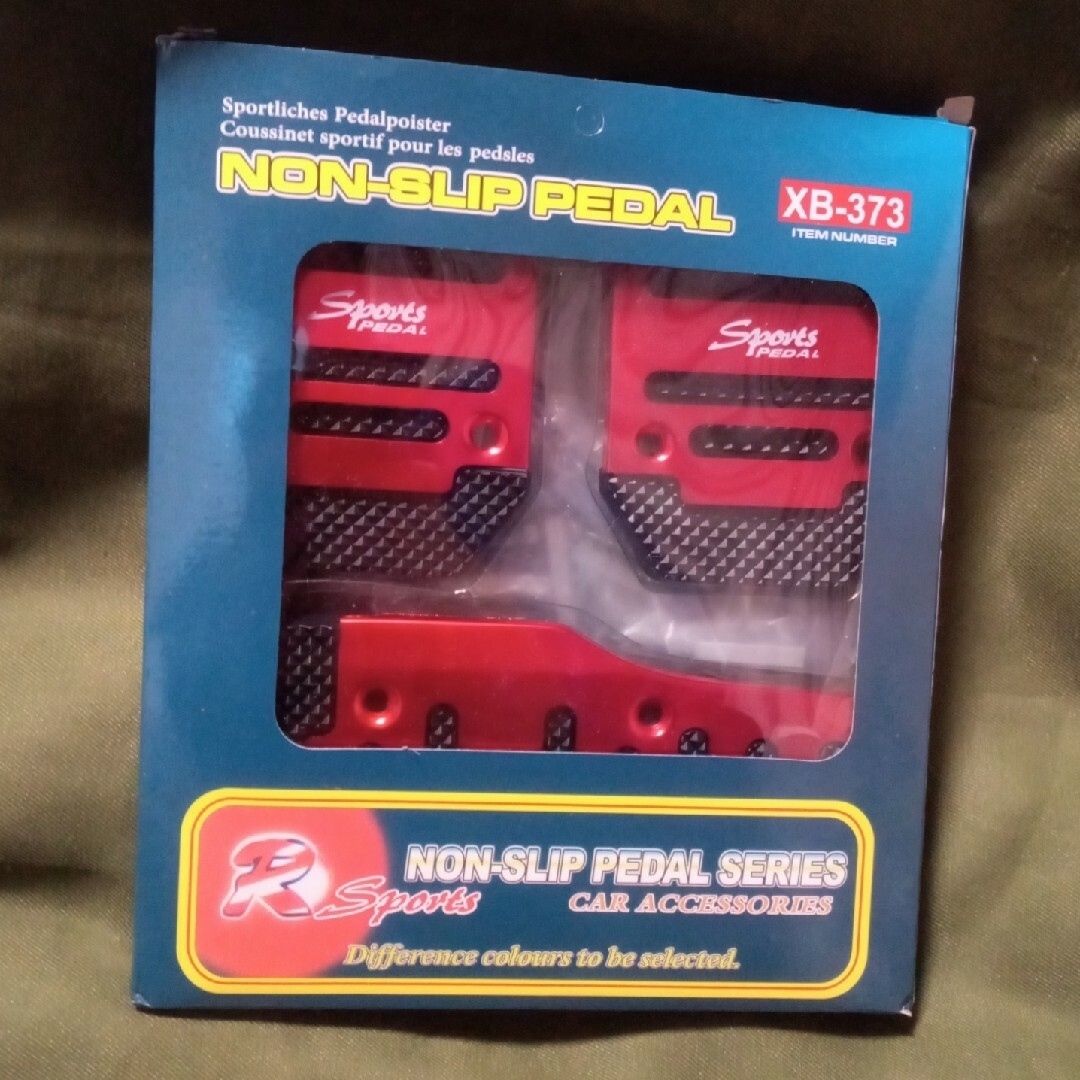 Sportliches Pedalpoister
Coussinet sportif pour les pedsles
NON-SLIP PEDAL
XB-373
ITEM NUMBER
Sports
PEDAL
Sports
PEDAL
R
Sports
NON-SLIP PEDAL SERIES
CAR ACCESSORIES
Difference colours to be selected.